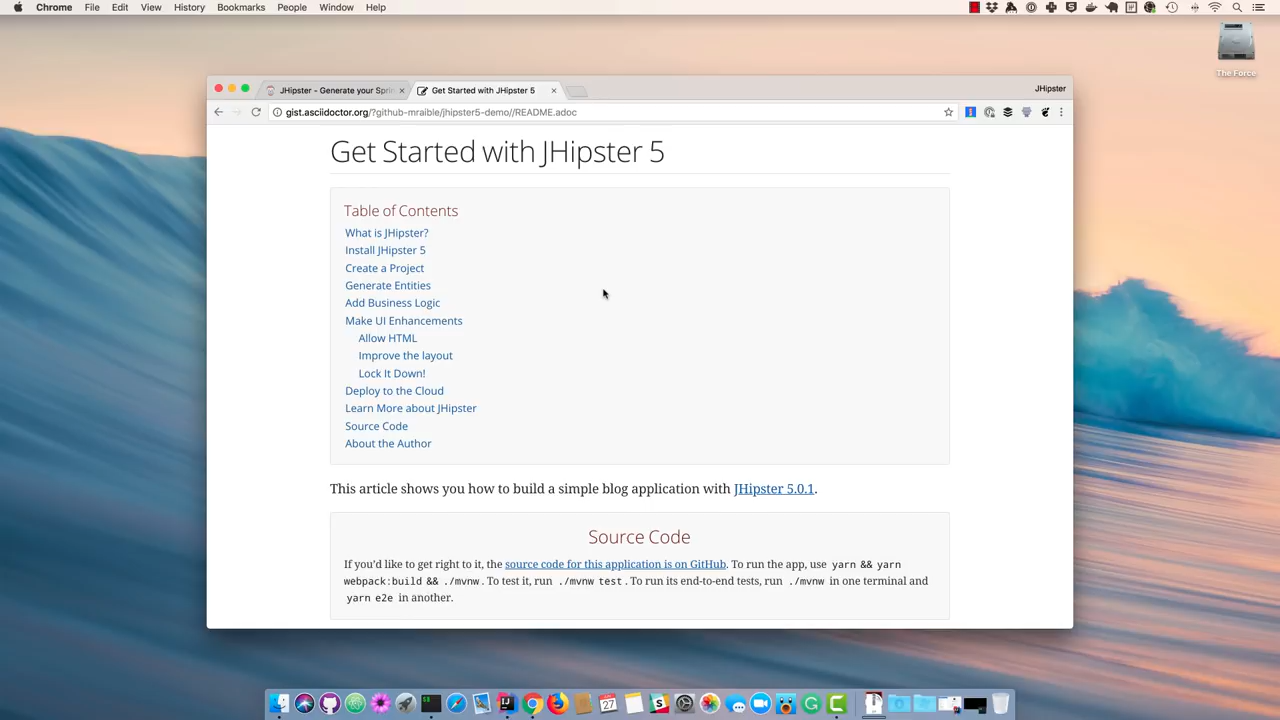 Chrome File Edit View History Bookmarks People Window Help
The Force
JHipster - Generate your Spri
Get Started with JHipster 5
JHipster
gist.asciidoctor.org/?github-mraible/jhipster5-demo//README.adoc
Get Started with JHipster 5
Table of Contents
What is JHipster?
Install JHipster 5
Create a Project
Generate Entities
Add Business Logic
Make UI Enhancements
Allow HTML
Improve the layout
Lock It Down!
Deploy to the Cloud
Learn More about JHipster
Source Code
About the Author
This article shows you how to build a simple blog application with JHipster 5.0.1.
Source Code
If you’d like to get right to it, the source code for this application is on GitHub. To run the app, use yarn && yarn
webpack:build && ./mvnw. To test it, run ./mvnw test. To run its end-to-end tests, run ./mvnw in one terminal and
yarn e2e in another.
27